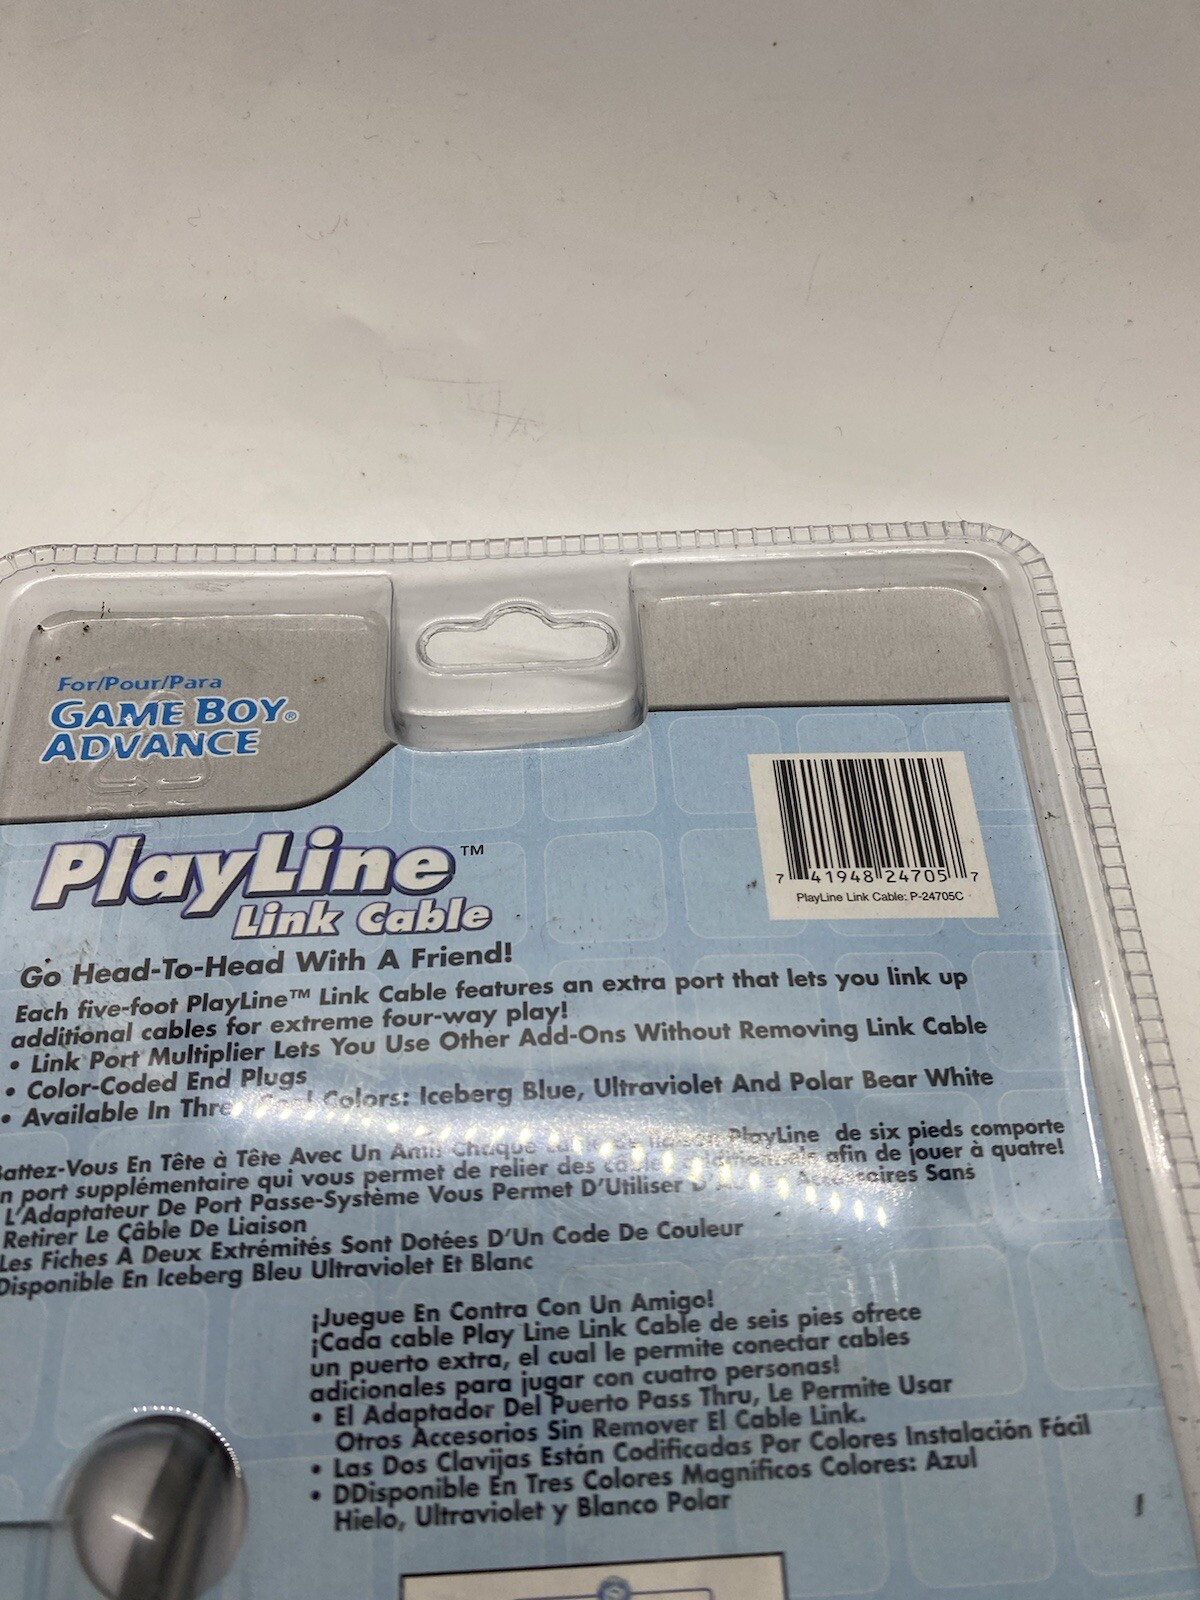 For/Pour/Para
GAME BOY®
ADVANCE
PlayLine™
Link Cable
7 41948 24705 7
PlayLine Link Cable: P-24705C
Go Head-To-Head With A Friend!
Each five-foot PlayLine™ Link Cable features an extra port that lets you link up
additional cables for extreme four-way play!
• Link Port Multiplier Lets You Use Other Add-Ons Without Removing Link Cable
• Color-Coded End Plugs
• Available In Three Cool Colors: Iceberg Blue, Ultraviolet And Polar Bear White
Battez-Vous En Tête à Tête Avec Un Ami! Chaque de liaison PlayLine de six pieds comporte
n port supplémentaire qui vous permet de relier des câbles additionnels afin de jouer à quatre!
L'Adaptateur De Port Passe-Système Vous Permet D'Utiliser Accessoires Sans
Retirer Le Câble De Liaison
Les Fiches A Deux Extrémités Sont Dotées D'Un Code De Couleur
Disponible En Iceberg Bleu Ultraviolet Et Blanc
¡Juegue En Contra Con Un Amigo!
¡Cada cable Play Line Link Cable de seis pies ofrece
un puerto extra, el cual le permite conectar cables
adicionales para jugar con cuatro personas!
• El Adaptador Del Puerto Pass Thru, Le Permite Usar
Otros Accesorios Sin Remover El Cable Link.
• Las Dos Clavijas Están Codificadas Por Colores Instalación Fácil
• DDisponible En Tres Colores Magníficos Colores: Azul
Hielo, Ultraviolet y Blanco Polar